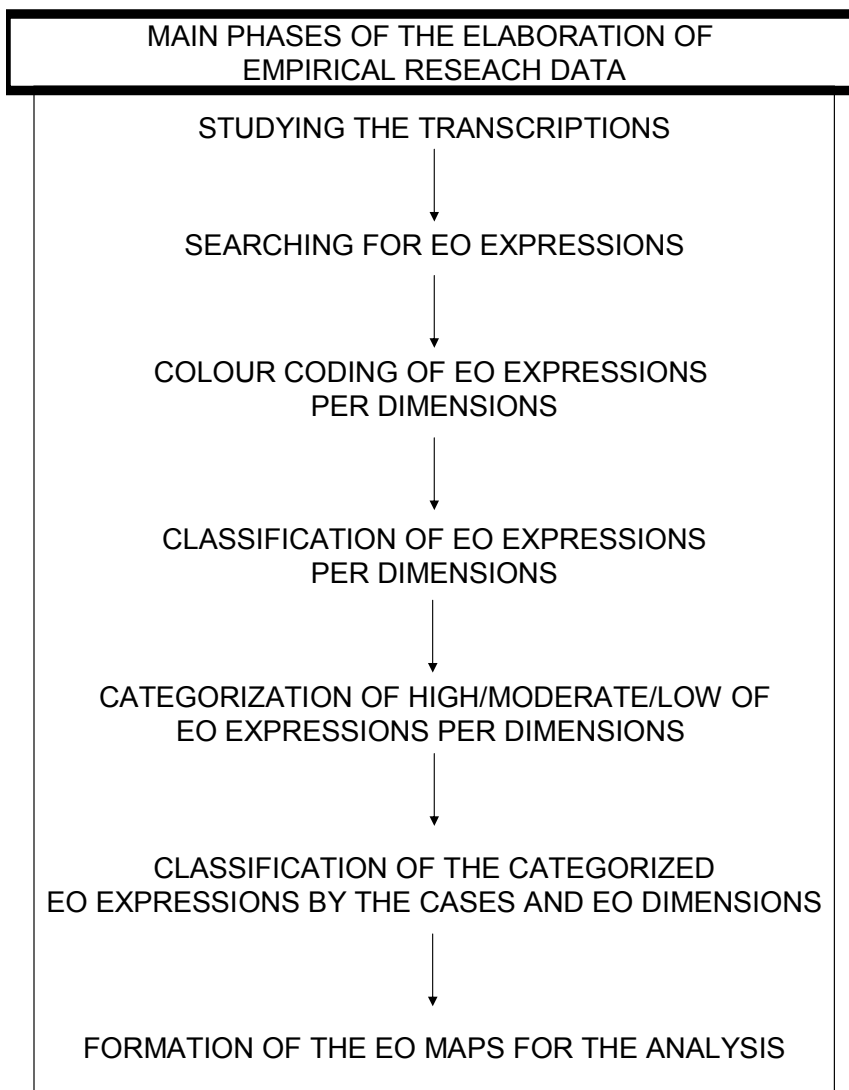 MAIN PHASES OF THE ELABORATION OF
EMPIRICAL RESEACH DATA
STUDYING THE TRANSCRIPTIONS
SEARCHING FOR EO EXPRESSIONS
COLOUR CODING OF EO EXPRESSIONS
PER DIMENSIONS
CLASSIFICATION OF EO EXPRESSIONS
PER DIMENSIONS
CATEGORIZATION OF HIGH/MODERATE/LOW OF
EO EXPRESSIONS PER DIMENSIONS
CLASSIFICATION OF THE CATEGORIZED
EO EXPRESSIONS BY THE CASES AND EO DIMENSIONS
FORMATION OF THE EO MAPS FOR THE ANALYSIS